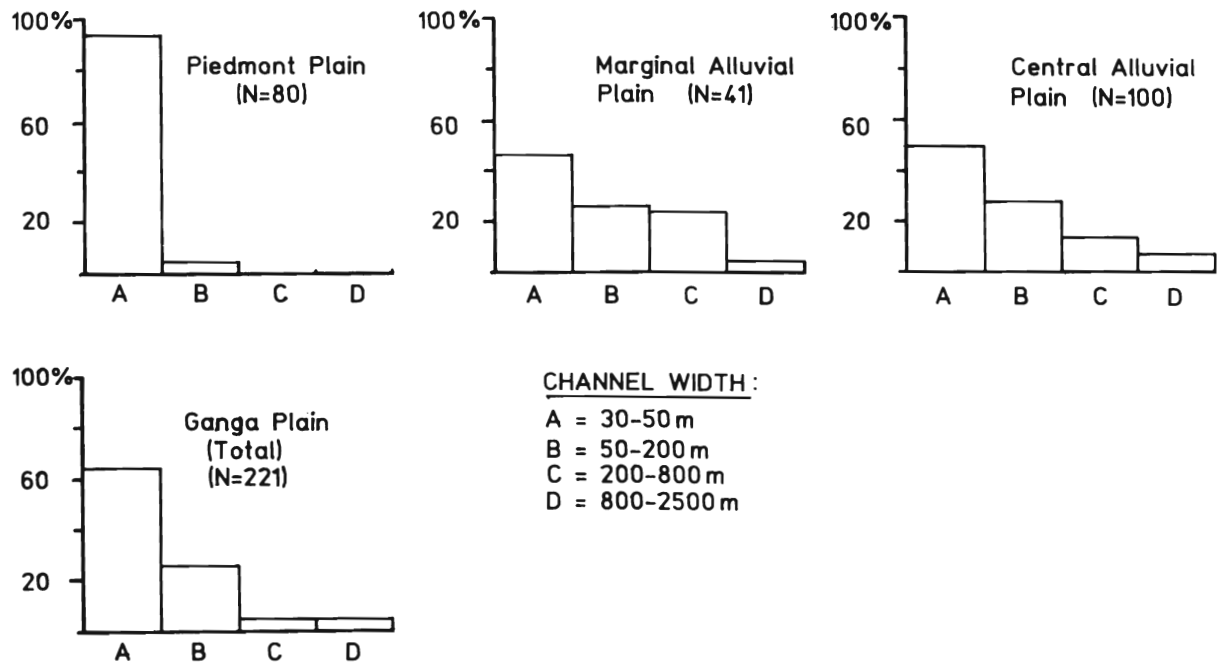 100%
60
20
Piedmont Plain
(N=80)
A B C D
100%
60
20
Marginal Alluvial
Plain (N=41)
A B C D
100%
60
20
Central Alluvial
Plain (N=100)
A B C D
100%
60
20
Ganga Plain
(Total)
(N=221)
A B C D
CHANNEL WIDTH :
A = 30-50 m
B = 50-200 m
C = 200-800 m
D = 800-2500 m